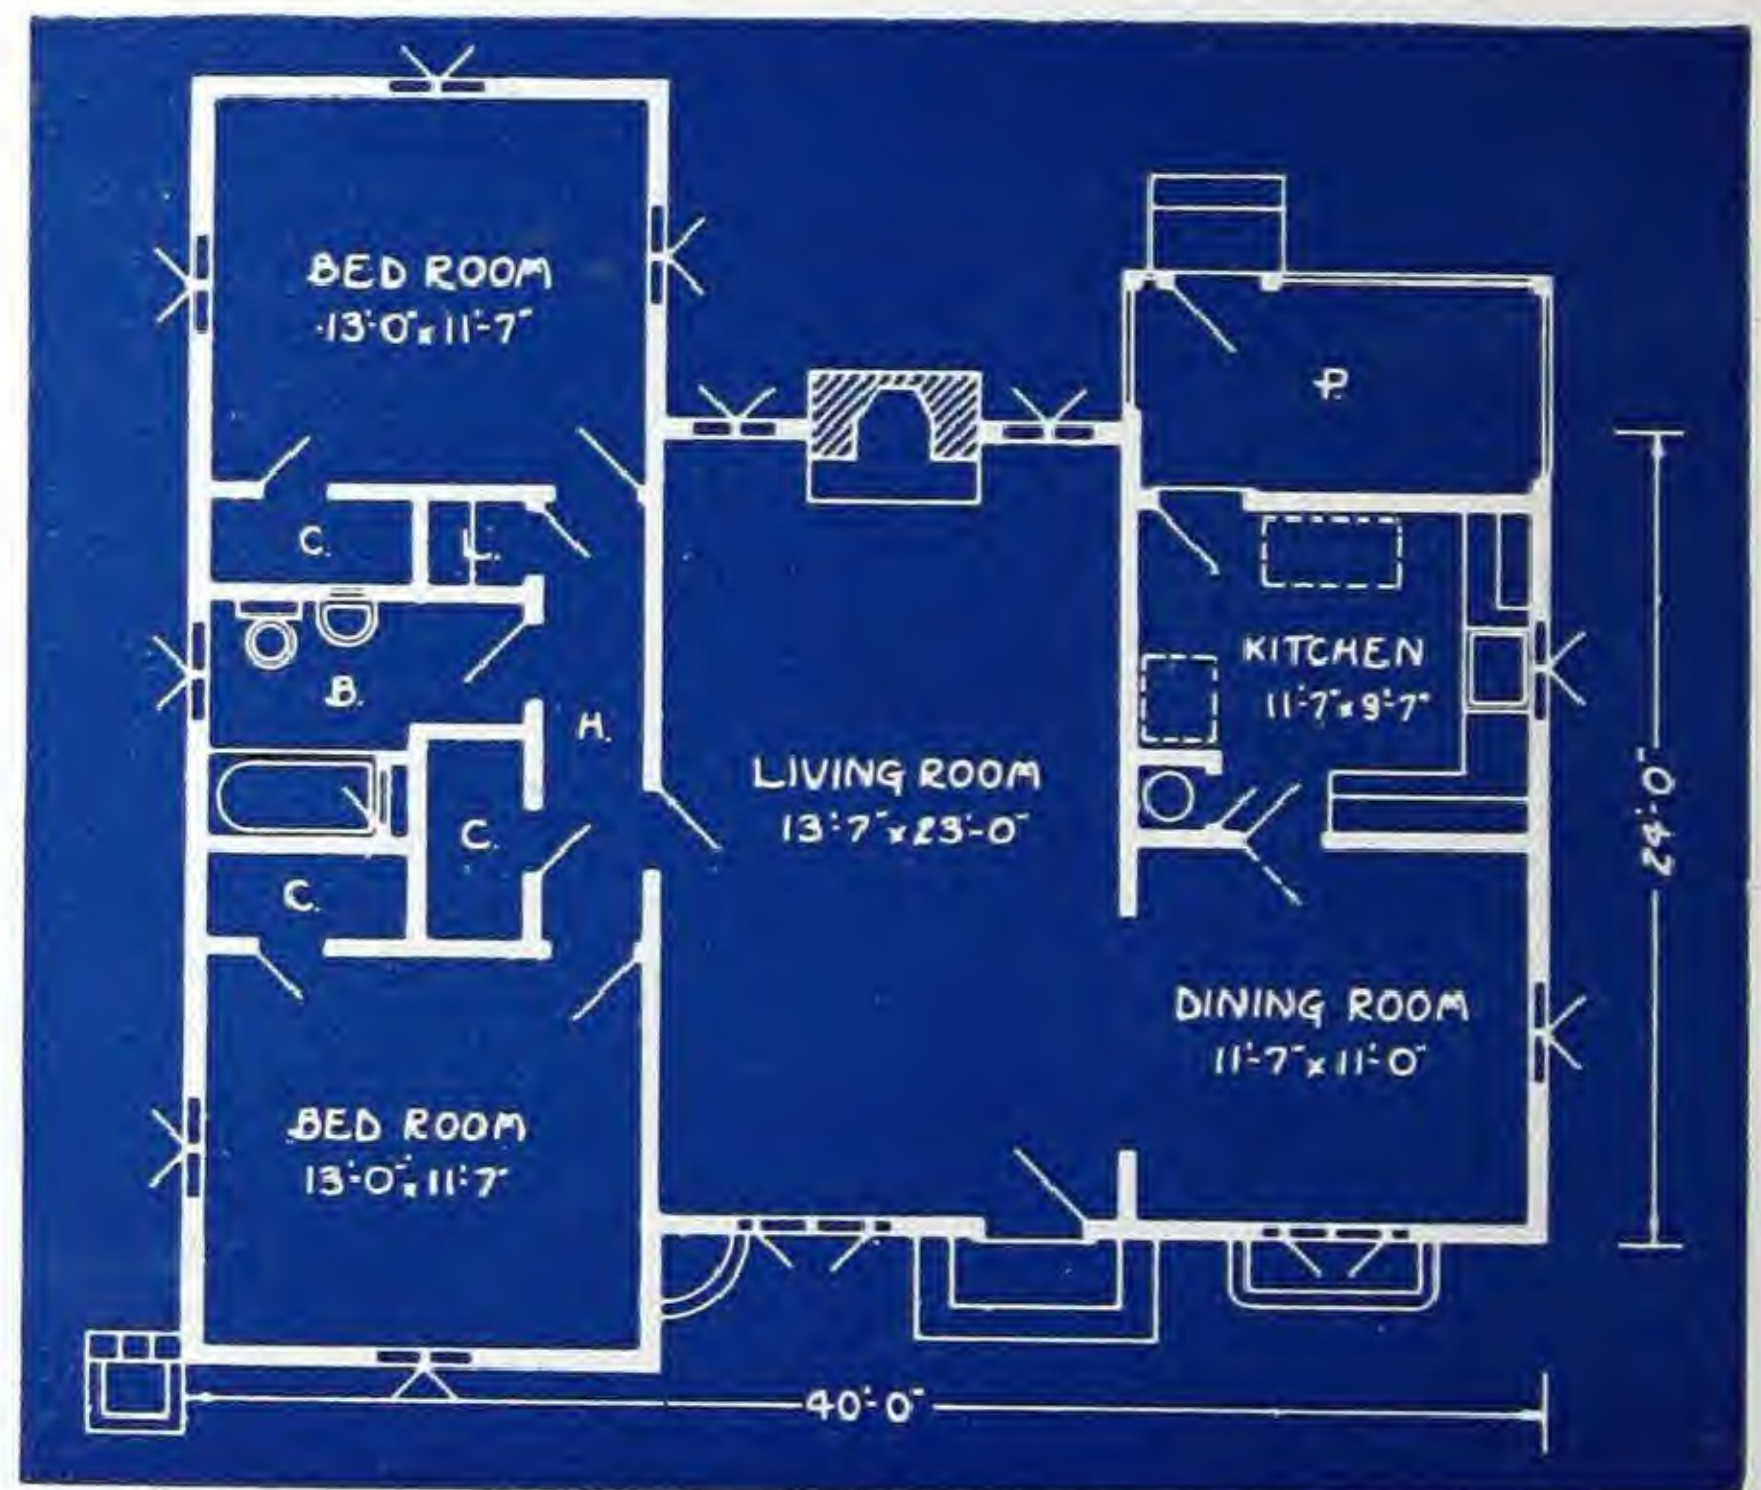 BED ROOM
13'-0" x 11'-7"
P.
C.
L.
KITCHEN
11'-7" x 9'-7"
B.
H.
LIVING ROOM
13'-7" x 23'-0"
C.
C.
24'-0"
DINING ROOM
11'-7" x 11'-0"
BED ROOM
13'-0" x 11'-7"
40'-0"